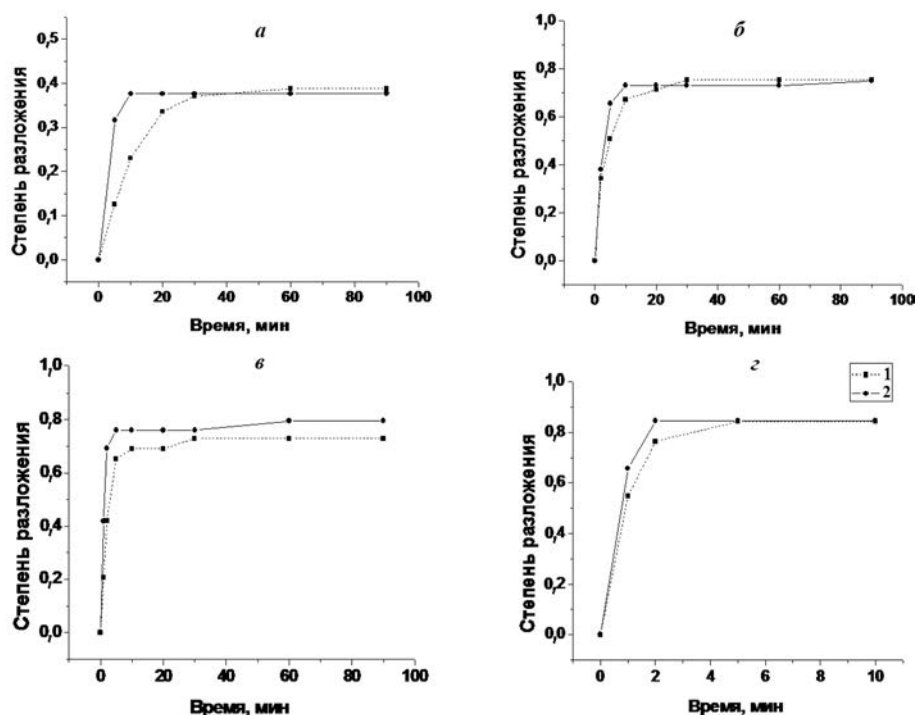 а
Степень разложения
0,5
0,4
0,3
0,2
0,1
0,0
0 20 40 60 80 100
Время, мин
б
Степень разложения
1,0
0,8
0,6
0,4
0,2
0,0
0 20 40 60 80 100
Время, мин
в
Степень разложения
1,0
0,8
0,6
0,4
0,2
0,0
0 20 40 60 80 100
Время, мин
г
1
2
Степень разложения
1,0
0,8
0,6
0,4
0,2
0,0
0 2 4 6 8 10
Время, мин